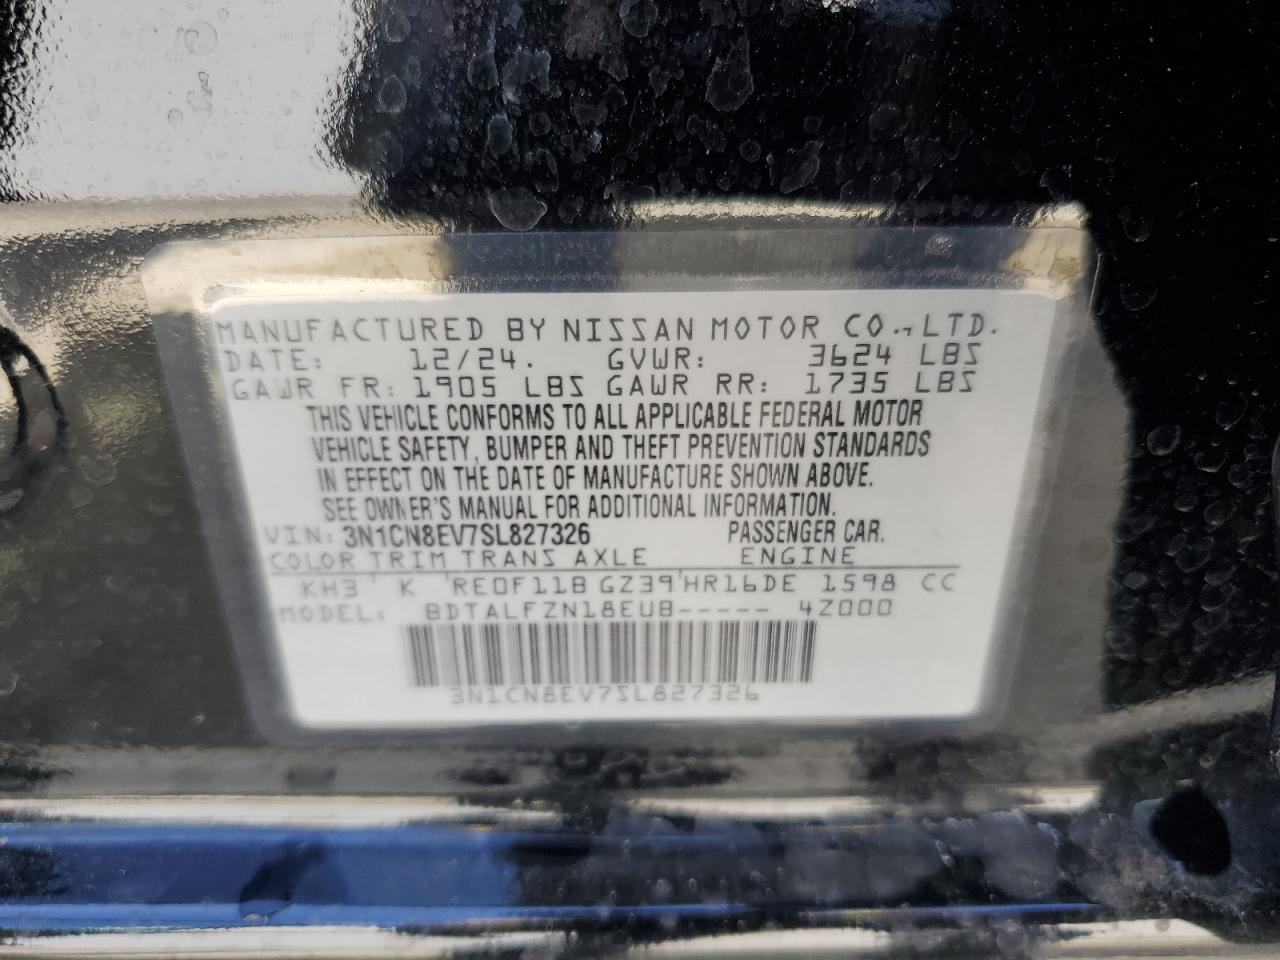 MANUFACTURED BY NISSAN MOTOR CO., LTD.
DATE: 12/24. GVWR: 3624 LBS
GAWR FR: 1905 LBS GAWR RR: 1735 LBS
THIS VEHICLE CONFORMS TO ALL APPLICABLE FEDERAL MOTOR
VEHICLE SAFETY, BUMPER AND THEFT PREVENTION STANDARDS
IN EFFECT ON THE DATE OF MANUFACTURE SHOWN ABOVE.
SEE OWNER'S MANUAL FOR ADDITIONAL INFORMATION.
VIN: 3N1CN8EV7SL827326 PASSENGER CAR.
COLOR TRIM TRANS AXLE ENGINE
KH3 K RE0F11B GZ39 HR16DE 1598 CC
MODEL: BDTALFZN18EUB----- 4Z000
3N1CN8EV7SL827326